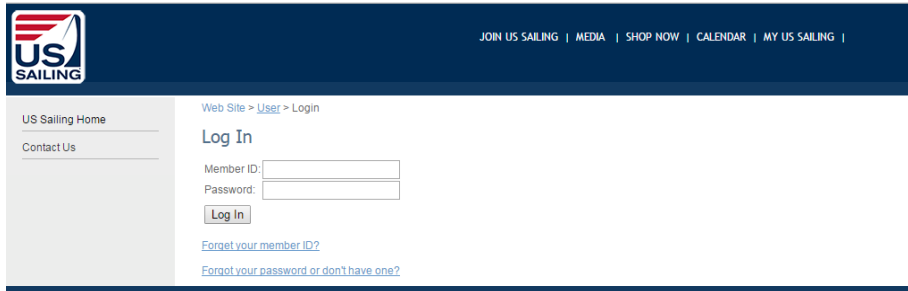 US
SAILING
JOIN US SAILING | MEDIA | SHOP NOW | CALENDAR | MY US SAILING |
US Sailing Home
Contact Us
Web Site > User > Login
Log In
Member ID:
Password:
Log In
Forget your member ID?
Forgot your password or don't have one?